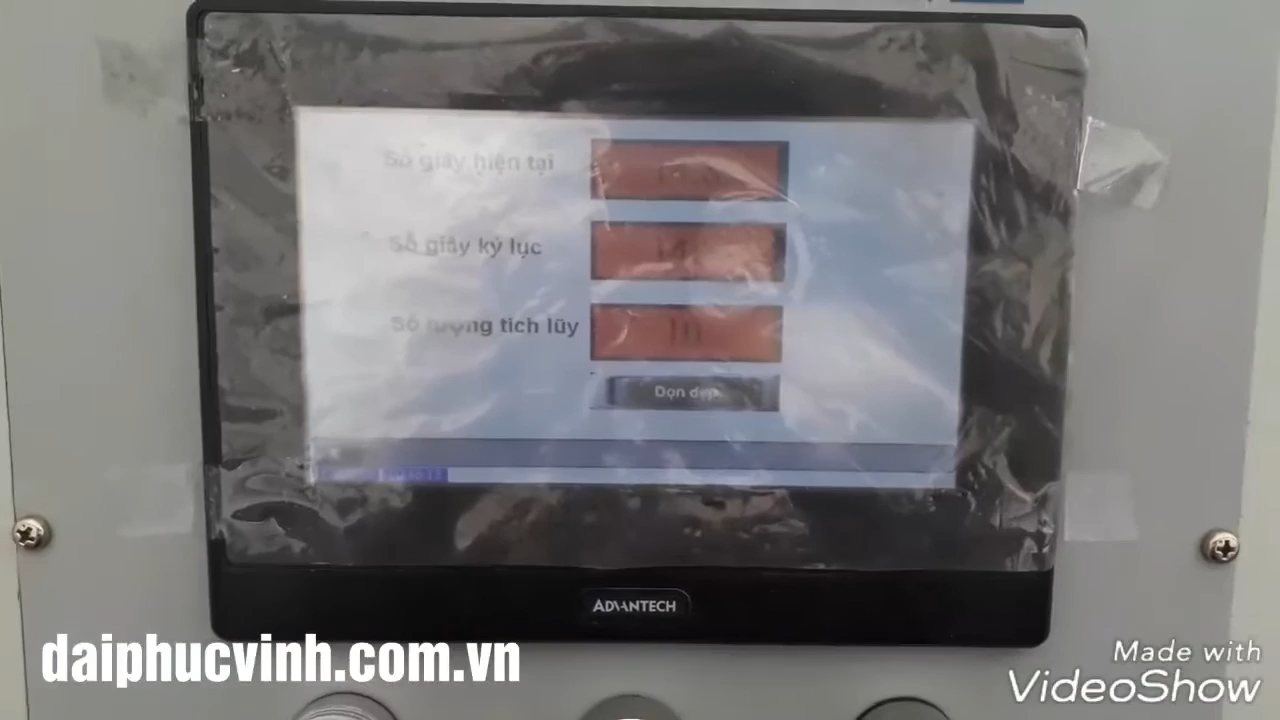 Số giây hiện tại
Số giây kỷ lục
Số lượng tích lũy
10
Dọn dẹp
ADVANTECH
daiphucvinh.com.vn
Made with
VideoShow